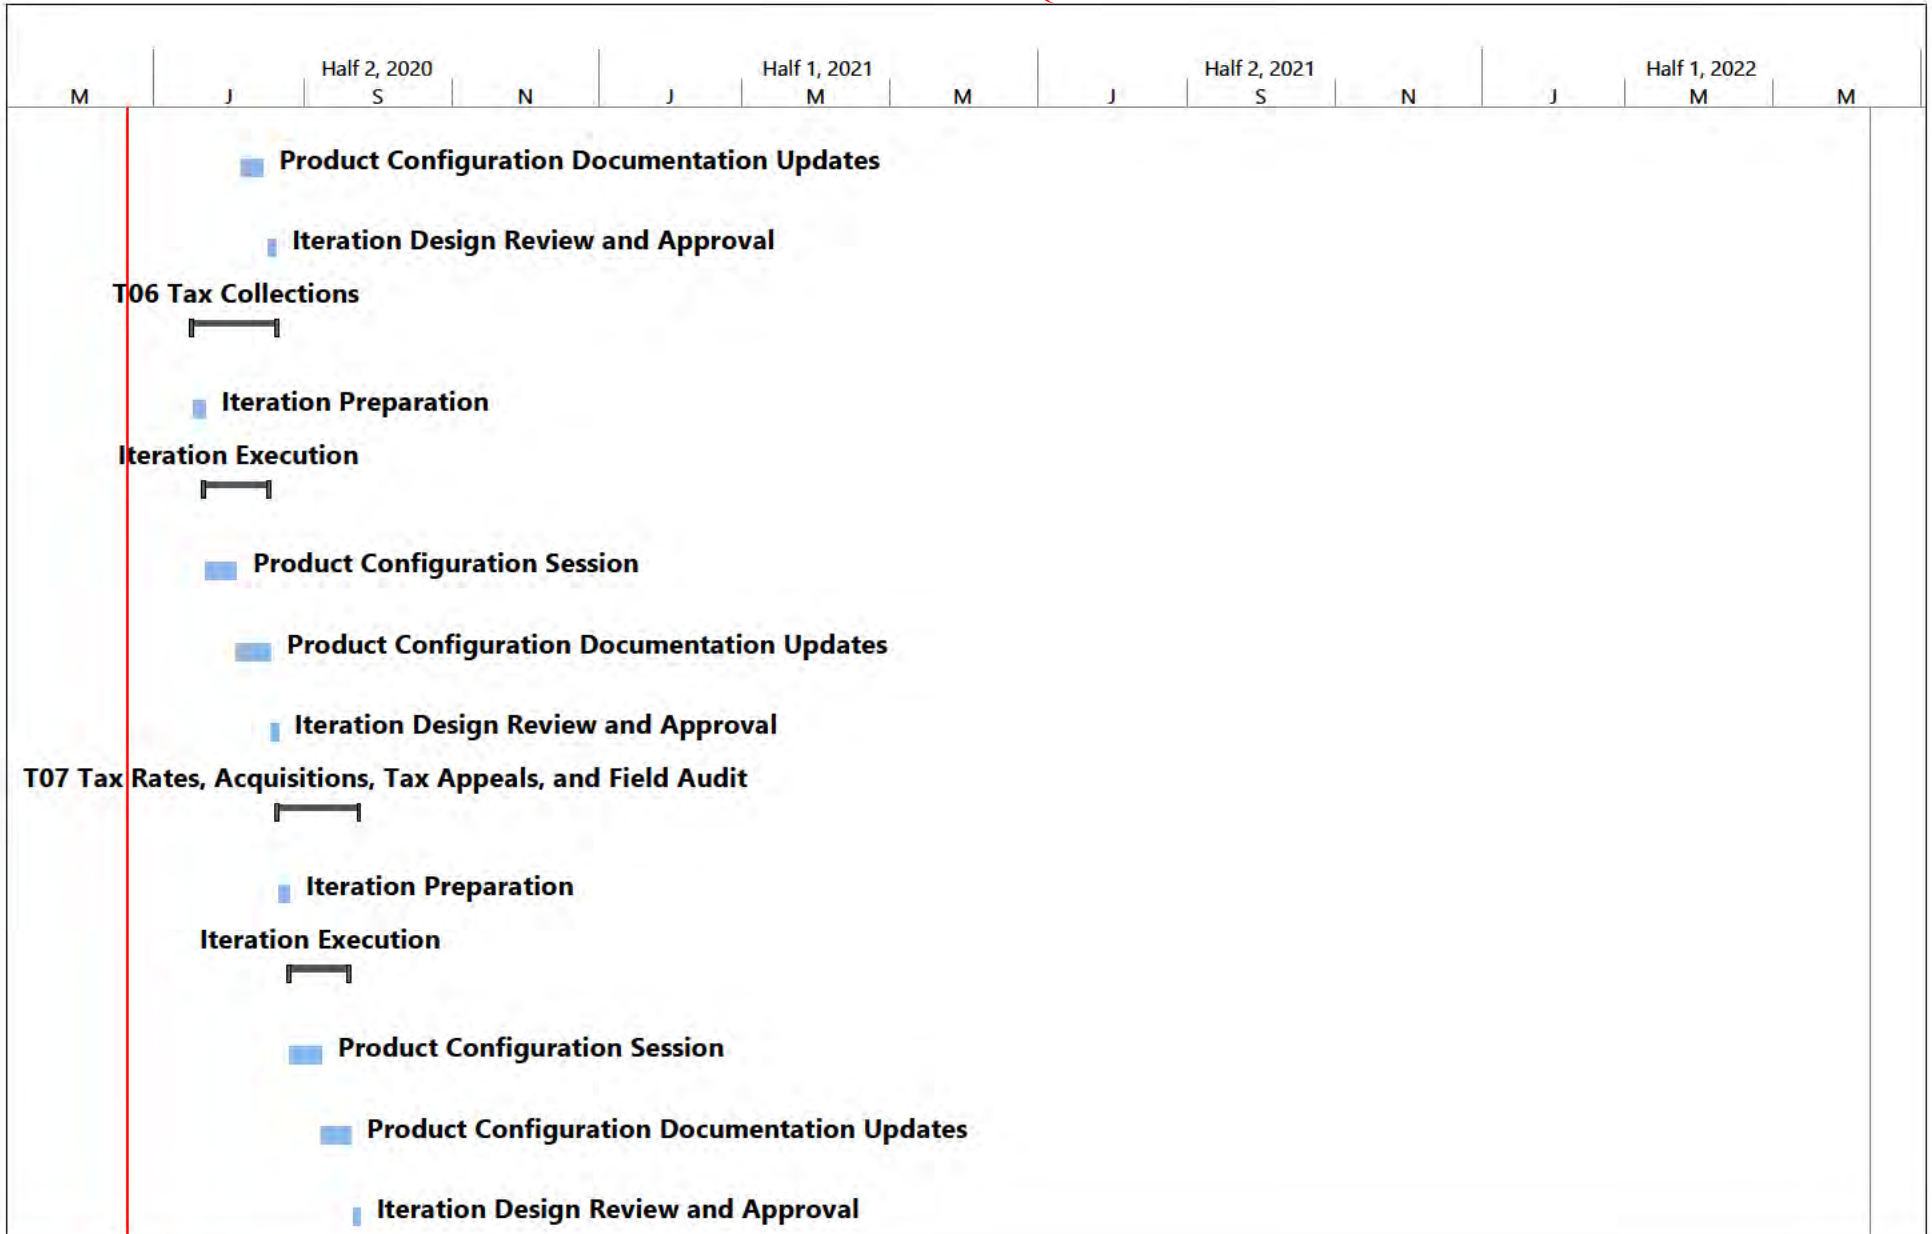 Half 2, 2020 Half 1, 2021 Half 2, 2021 Half 1, 2022
M J S N J M M J S N J M M
Product Configuration Documentation Updates
Iteration Design Review and Approval
T06 Tax Collections
Iteration Preparation
Iteration Execution
Product Configuration Session
Product Configuration Documentation Updates
Iteration Design Review and Approval
T07 Tax Rates, Acquisitions, Tax Appeals, and Field Audit
Iteration Preparation
Iteration Execution
Product Configuration Session
Product Configuration Documentation Updates
Iteration Design Review and Approval